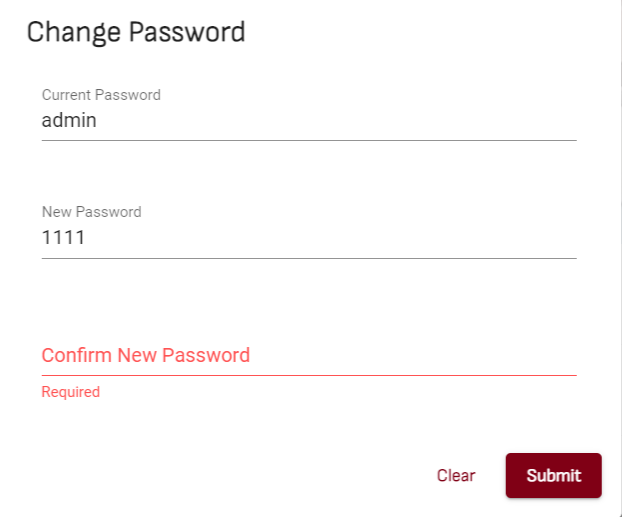 Change Password
Current Password
admin
New Password
1111
Confirm New Password
Required
Clear
Submit